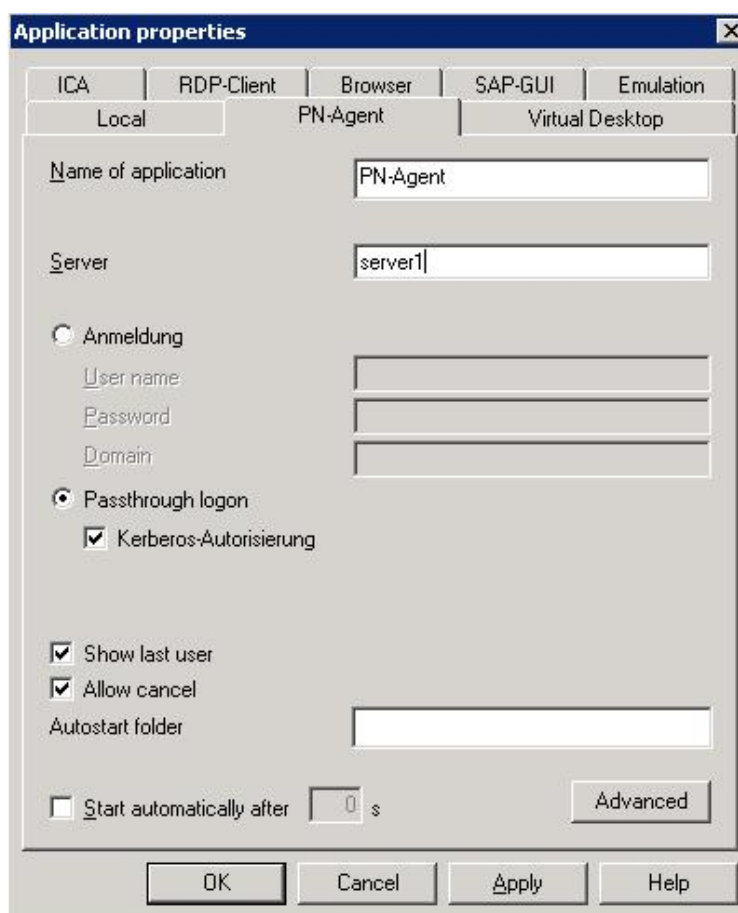 Application properties
ICA RDP-Client Browser SAP-GUI Emulation
Local PN-Agent Virtual Desktop
Name of application PN-Agent
Server server1
Anmeldung
User name
Password
Domain
Passthrough logon
Kerberos-Autorisierung
Show last user
Allow cancel
Autostart folder
Start automatically after 0 s Advanced
OK Cancel Apply Help